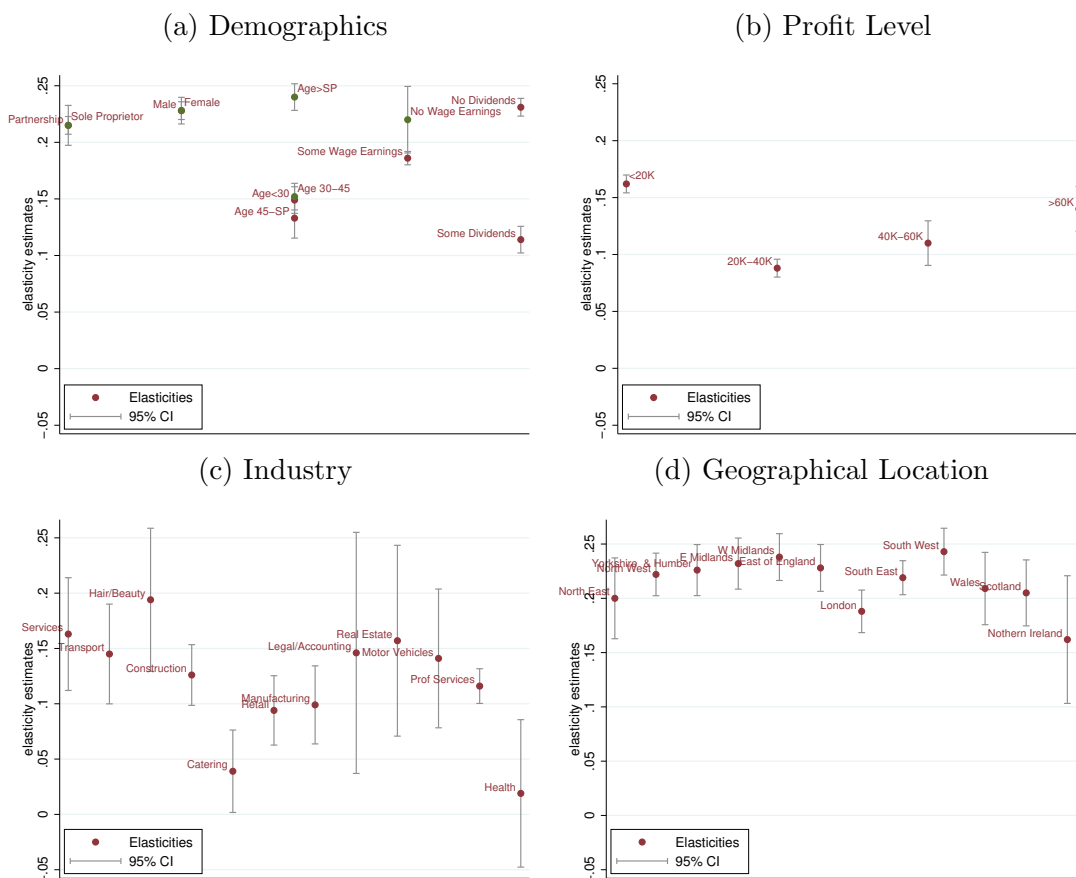 (a) Demographics
(b) Profit Level
elasticity estimates
.25
.2
.15
.1
.05
0
-.05
Partnership
Sole Proprietor
Male
Female
Age>SP
No Dividends
No Wage Earnings
Some Wage Earnings
Age<30
Age 30−45
Age 45−SP
Some Dividends
Elasticities
95% CI
elasticity estimates
.25
.2
.15
.1
.05
0
-.05
<20K
20K−40K
40K−60K
>60K
Elasticities
95% CI
(c) Industry
(d) Geographical Location
elasticity estimates
.25
.2
.15
.1
.05
0
-.05
Services
Transport
Hair/Beauty
Construction
Catering
Retail
Manufacturing
Legal/Accounting
Real Estate
Motor Vehicles
Prof Services
Health
Elasticities
95% CI
elasticity estimates
.25
.2
.15
.1
.05
0
-.05
North East
North West
Yorkshire, & Humber
E Midlands
W Midlands
East of England
London
South East
South West
Wales
Scotland
Nothern Ireland
Elasticities
95% CI